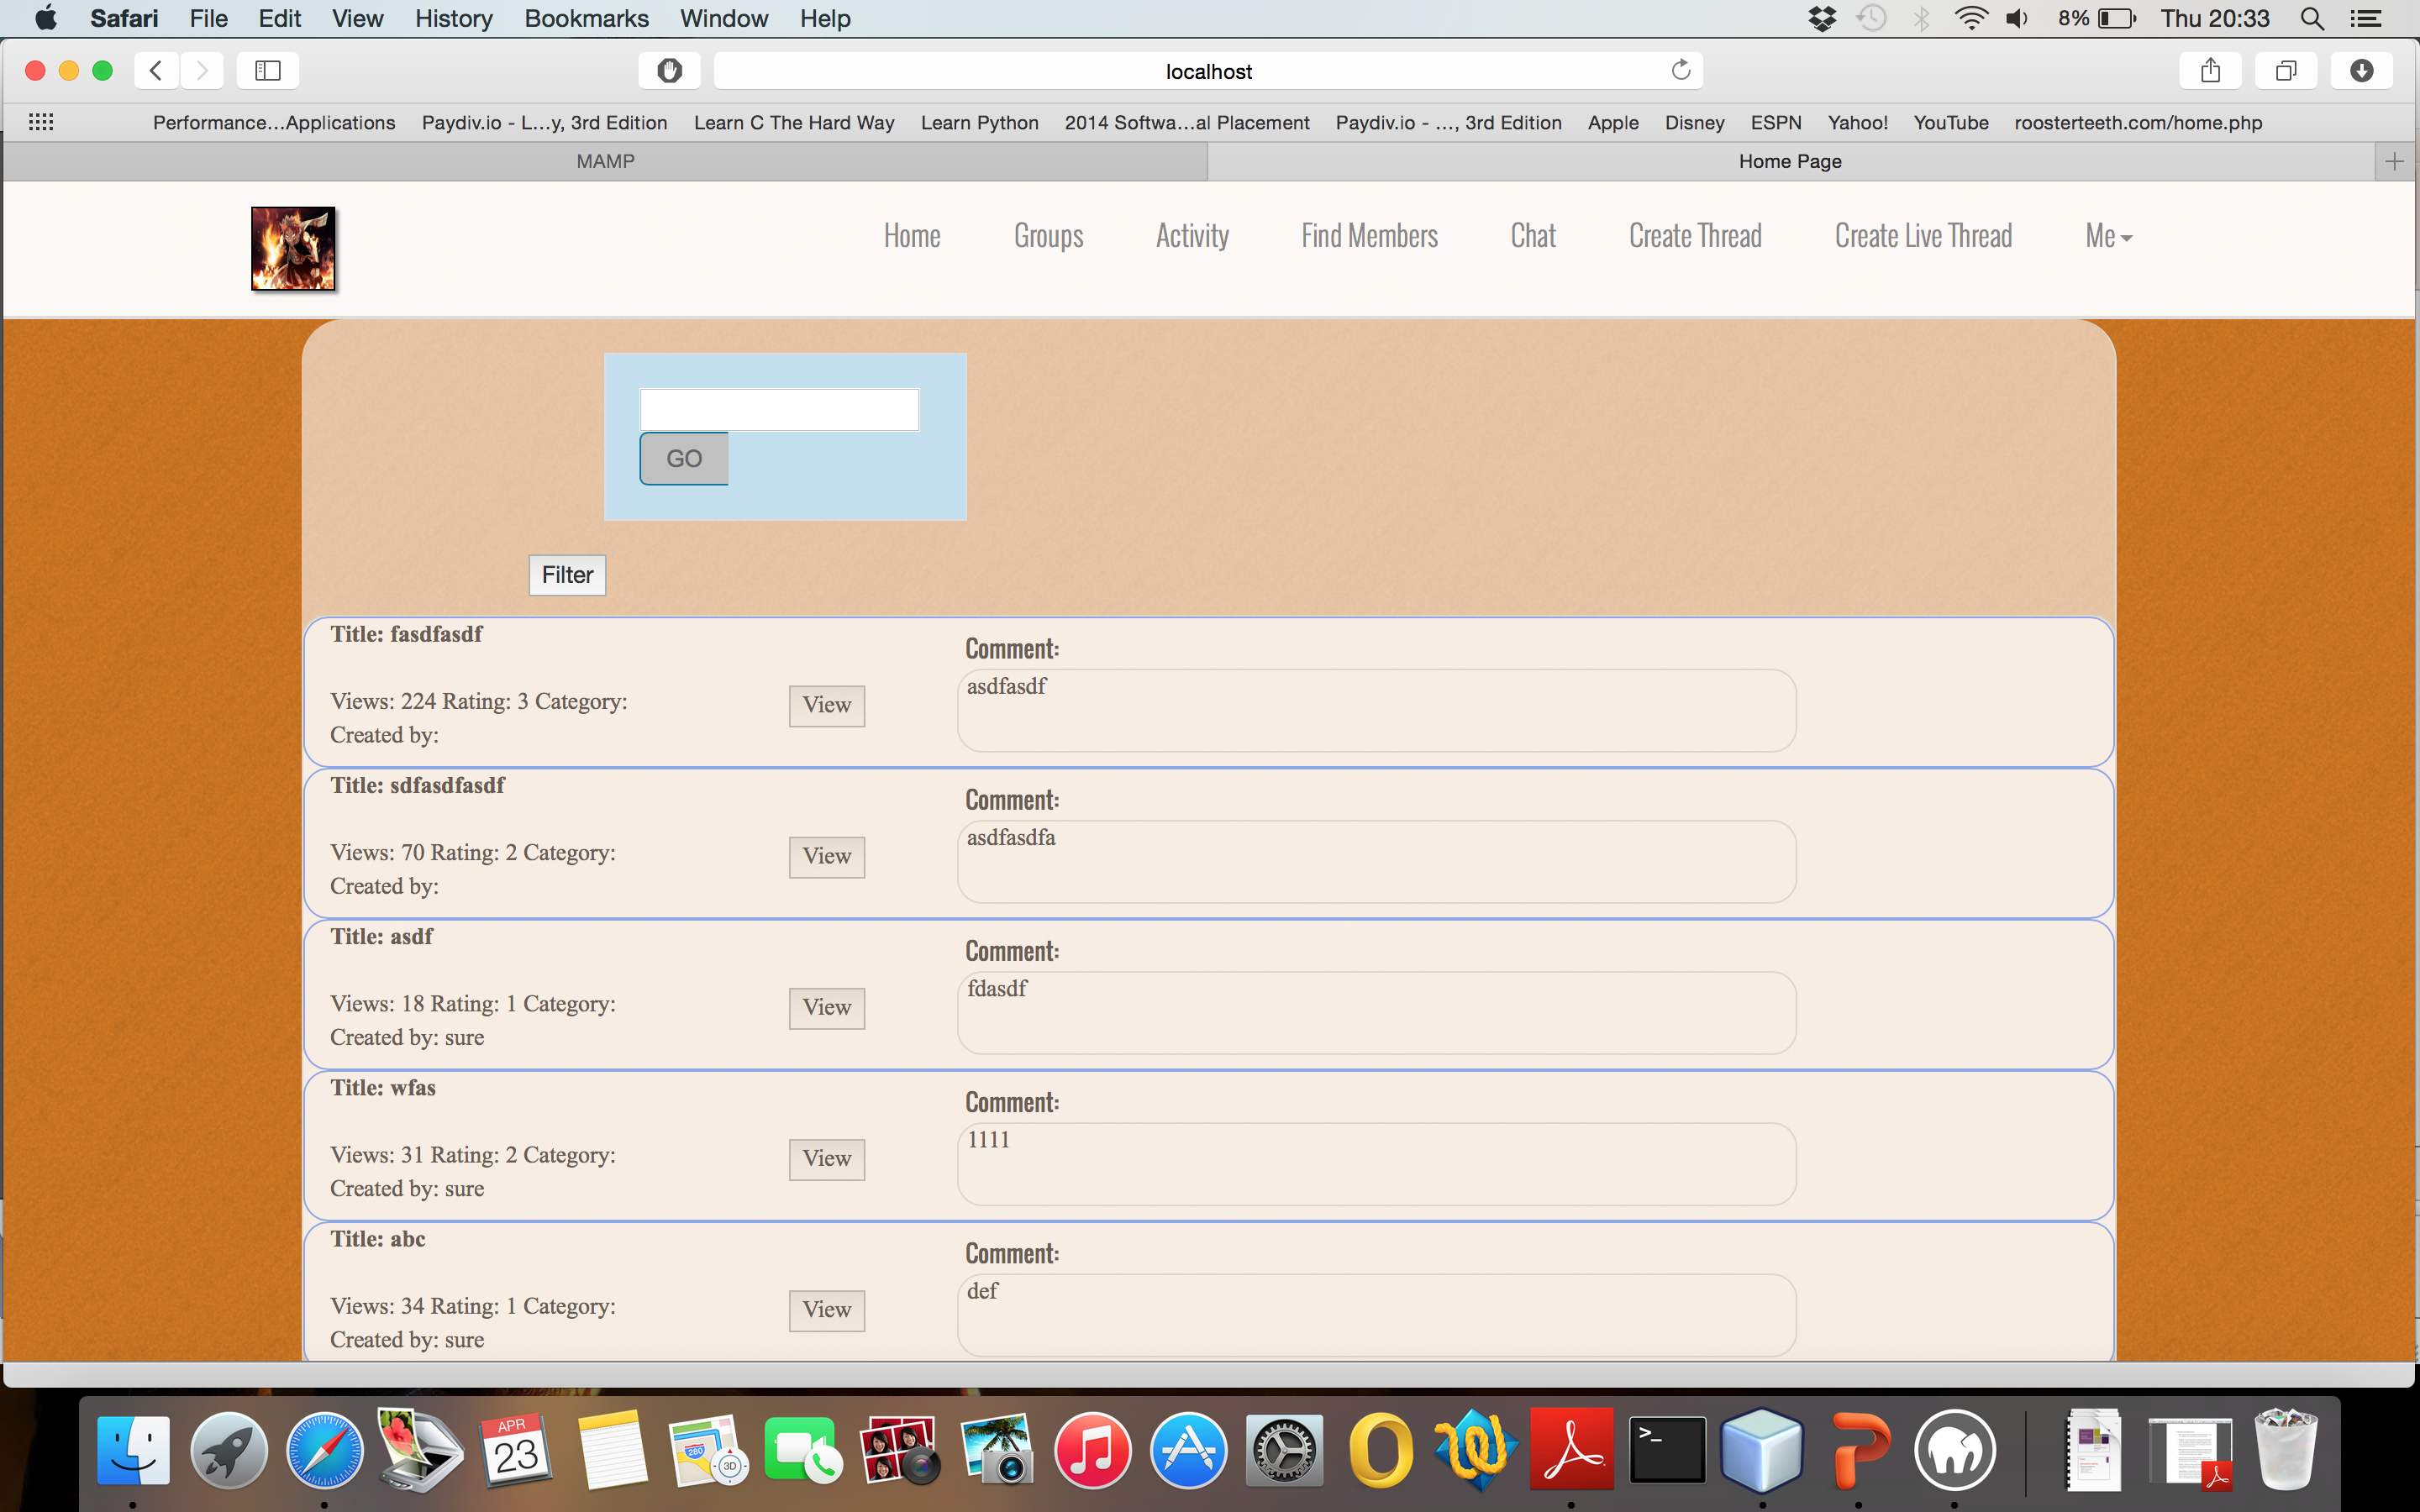 Safari File Edit View History Bookmarks Window Help 8% Thu 20:33
localhost
Performance...Applications Paydiv.io - L...y, 3rd Edition Learn C The Hard Way Learn Python 2014 Softwa...al Placement Paydiv.io - ..., 3rd Edition Apple Disney ESPN Yahoo! YouTube roosterteeth.com/home.php
MAMP Home Page
Home Groups Activity Find Members Chat Create Thread Create Live Thread Me
GO
Filter
Title: fasdfasdf
Comment:
asdfasdf
Views: 224 Rating: 3 Category:
View
Created by:
Title: sdfasdfasdf
Comment:
asdfasdfa
Views: 70 Rating: 2 Category:
View
Created by:
Title: asdf
Comment:
fdasdf
Views: 18 Rating: 1 Category:
View
Created by: sure
Title: wfas
Comment:
1111
Views: 31 Rating: 2 Category:
View
Created by: sure
Title: abc
Comment:
def
Views: 34 Rating: 1 Category:
View
Created by: sure
APR
23
280
3D
>_